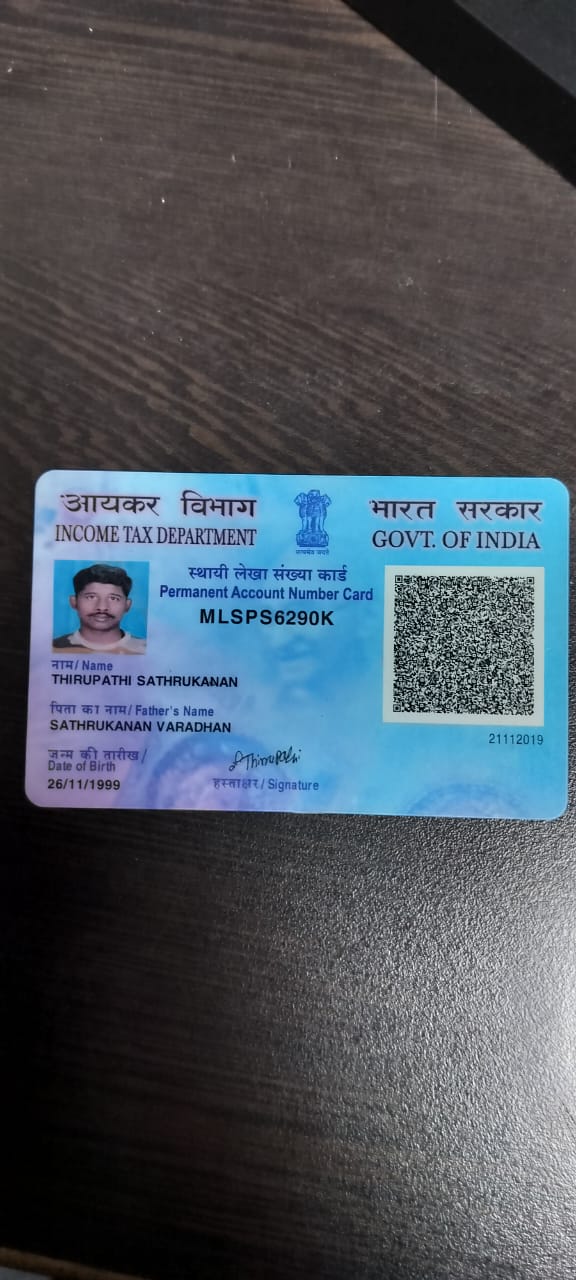 आयकर विभाग
INCOME TAX DEPARTMENT
सत्यमेव जयते
भारत सरकार
GOVT. OF INDIA
स्थायी लेखा संख्या कार्ड
Permanent Account Number Card
MLSPS6290K
नाम / Name
THIRUPATHI SATHRUKANAN
पिता का नाम / Father's Name
SATHRUKANAN VARADHAN
जन्म की तारीख /
Date of Birth
26/11/1999
S.Thirupathi
हस्ताक्षर / Signature
21112019